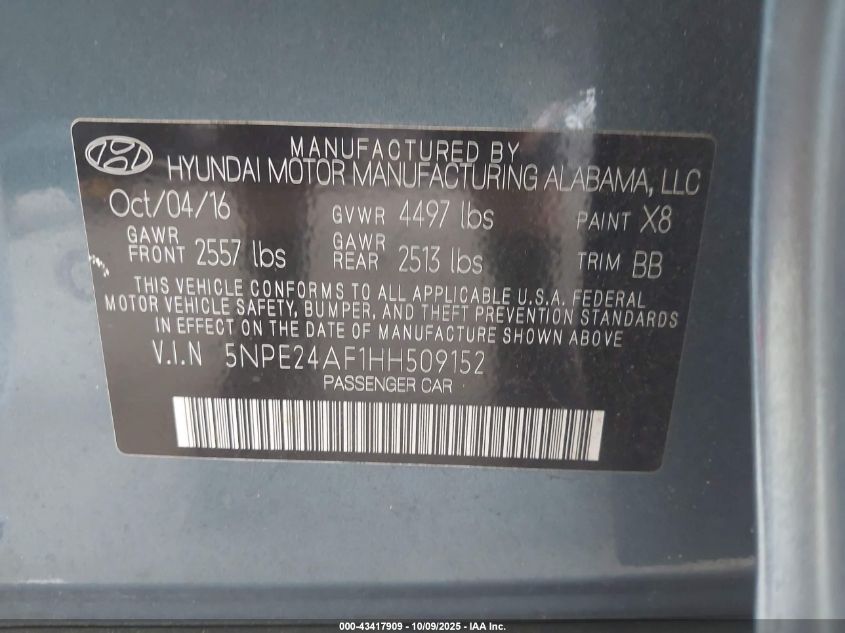 MANUFACTURED BY
HYUNDAI MOTOR MANUFACTURING ALABAMA, LLC
Oct/04/16 GVWR 4497 lbs PAINT X8
GAWR FRONT 2557 lbs GAWR REAR 2513 lbs TRIM BB
THIS VEHICLE CONFORMS TO ALL APPLICABLE U.S.A. FEDERAL
MOTOR VEHICLE SAFETY, BUMPER, AND THEFT PREVENTION STANDARDS
IN EFFECT ON THE DATE OF MANUFACTURE SHOWN ABOVE
V.I.N 5NPE24AF1HH509152
PASSENGER CAR
000-43417909 - 10/09/2025 - IAA Inc.